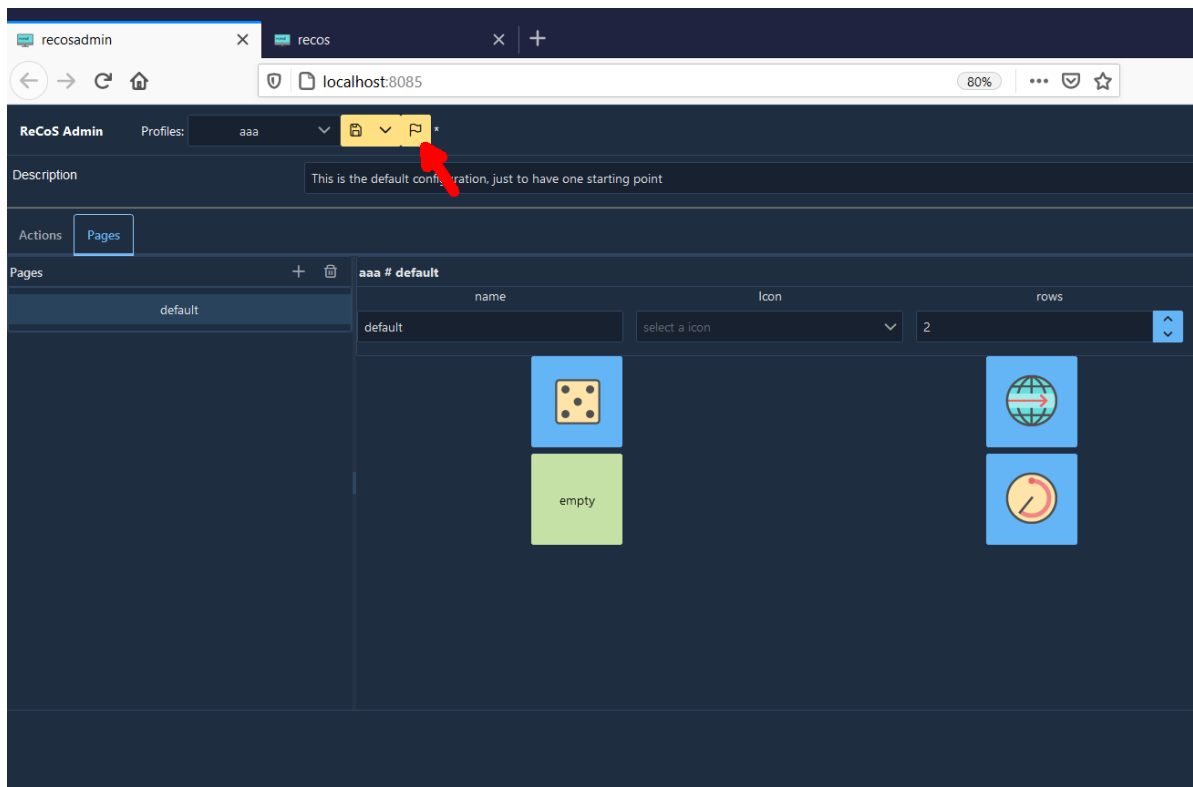 recosadmin
recos
localhost:8085
80%
ReCoS Admin
Profiles:
aaa
*
Description
This is the default configuration, just to have one starting point
Actions
Pages
Pages
aaa # default
default
name
Icon
rows
default
select a icon
2
empty